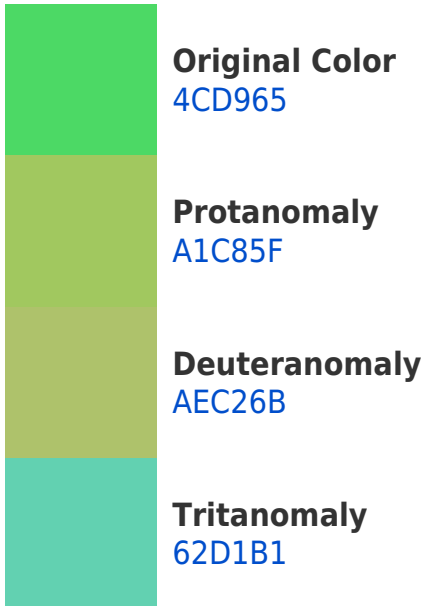 Original Color
4CD965
Protanomaly
A1C85F
Deuteranomaly
AEC26B
Tritanomaly
62D1B1